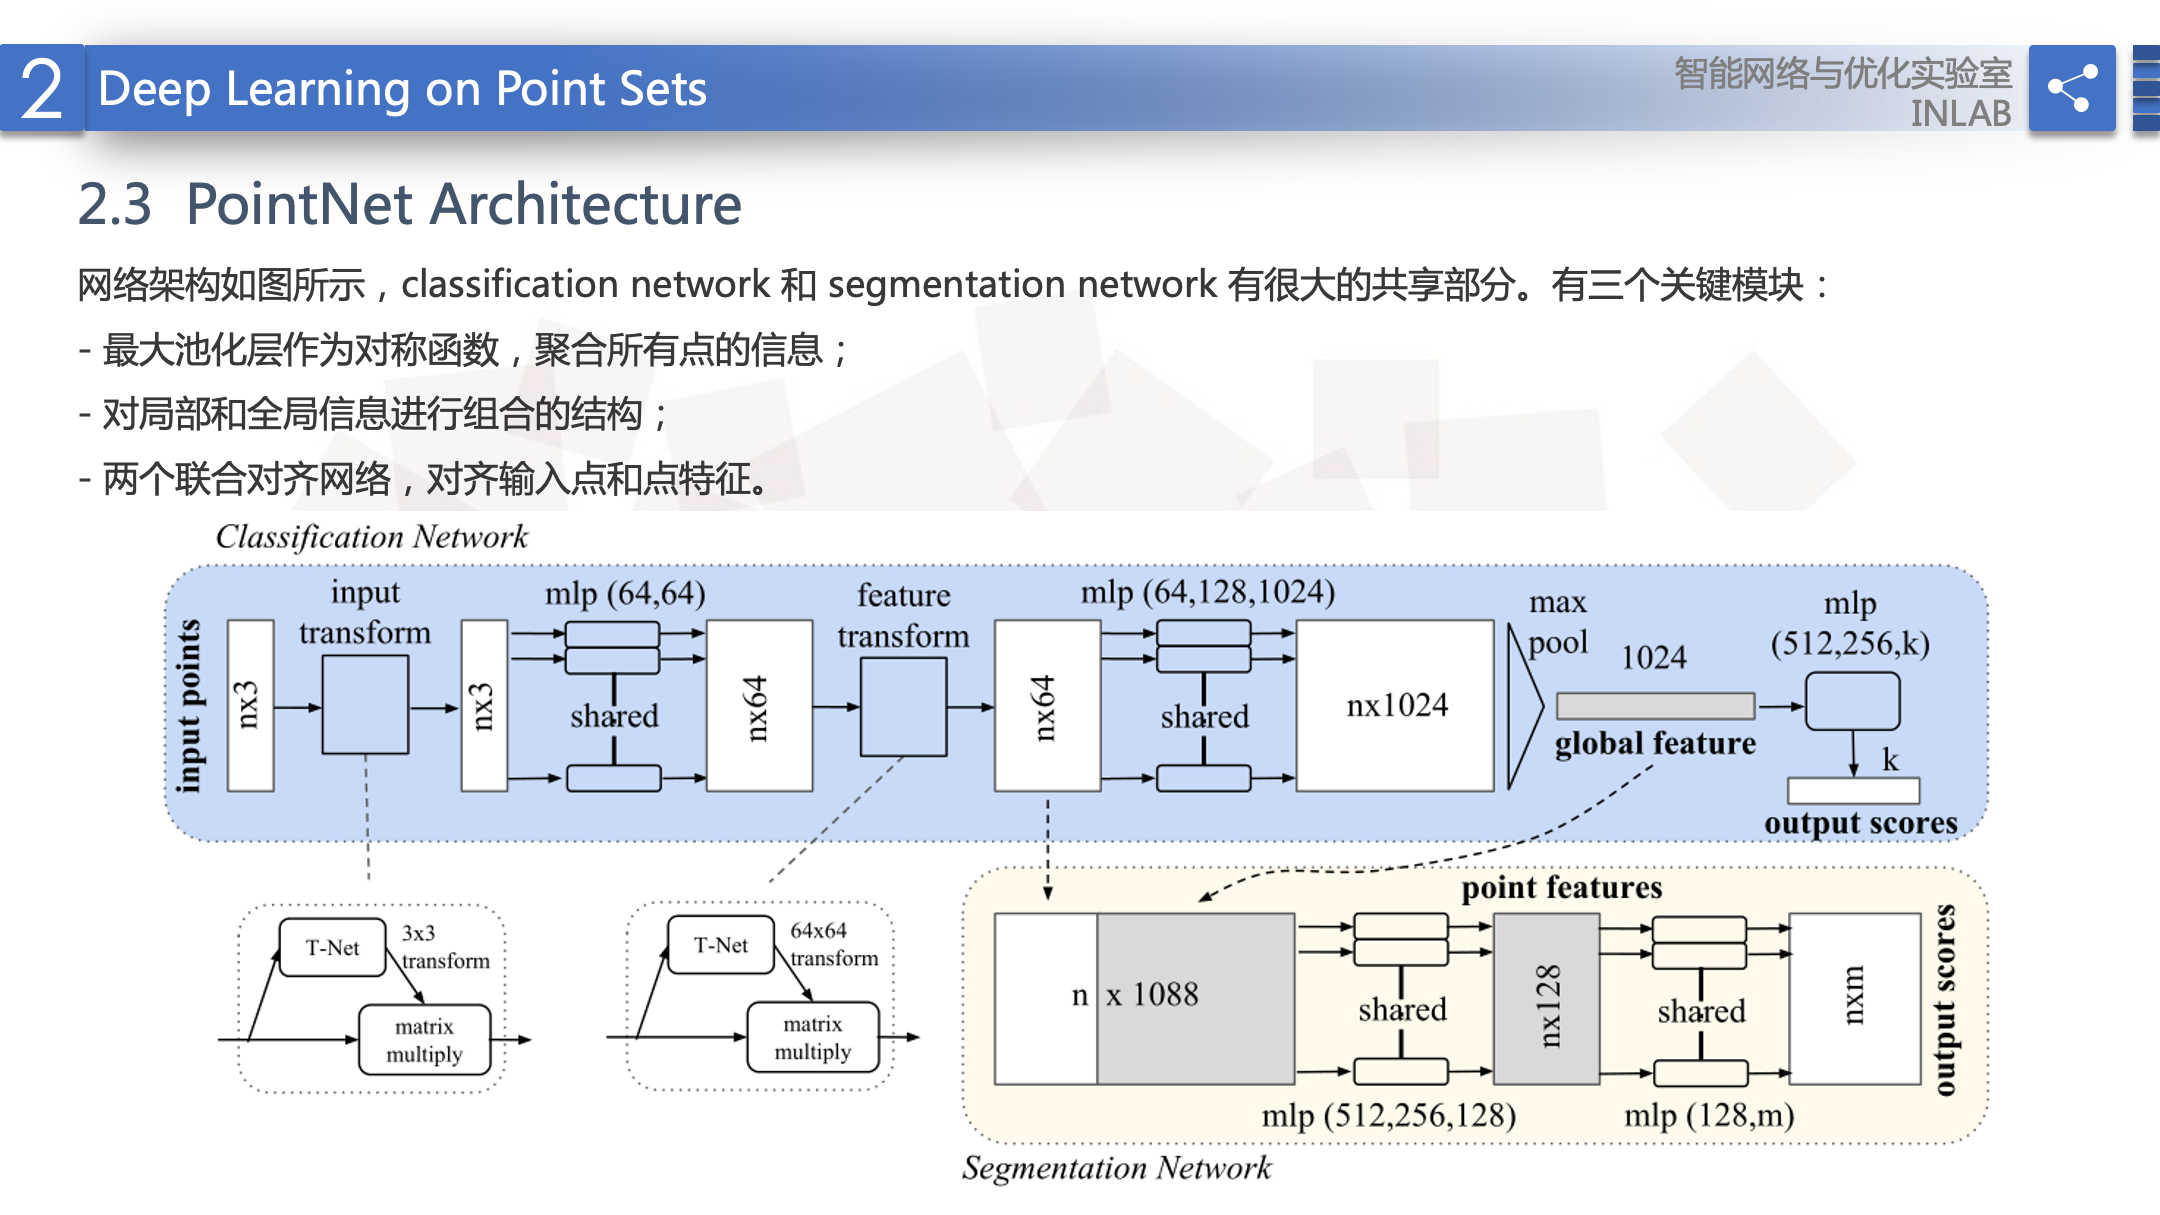 2 Deep Learning on Point Sets
智能网络与优化实验室
INLAB
2.3 PointNet Architecture
网络架构如图所示，classification network 和 segmentation network 有很大的共享部分。有三个关键模块：
- 最大池化层作为对称函数，聚合所有点的信息；
- 对局部和全局信息进行组合的结构；
- 两个联合对齐网络，对齐输入点和点特征。
Classification Network
input points
nx3
input
transform
nx3
mlp (64,64)
shared
nx64
feature
transform
nx64
mlp (64,128,1024)
shared
nx1024
max
pool
1024
global feature
mlp
(512,256,k)
k
output scores
T-Net
3x3
transform
matrix
multiply
T-Net
64x64
transform
matrix
multiply
point features
n x 1088
shared
mlp (512,256,128)
nx128
shared
mlp (128,m)
nxm
output scores
Segmentation Network